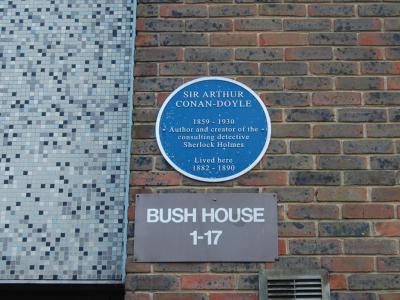 SIR ARTHUR
CONAN-DOYLE
1859 - 1930
Author and creator of the
consulting detective
Sherlock Holmes
Lived here
1882 - 1890
BUSH HOUSE
1-17